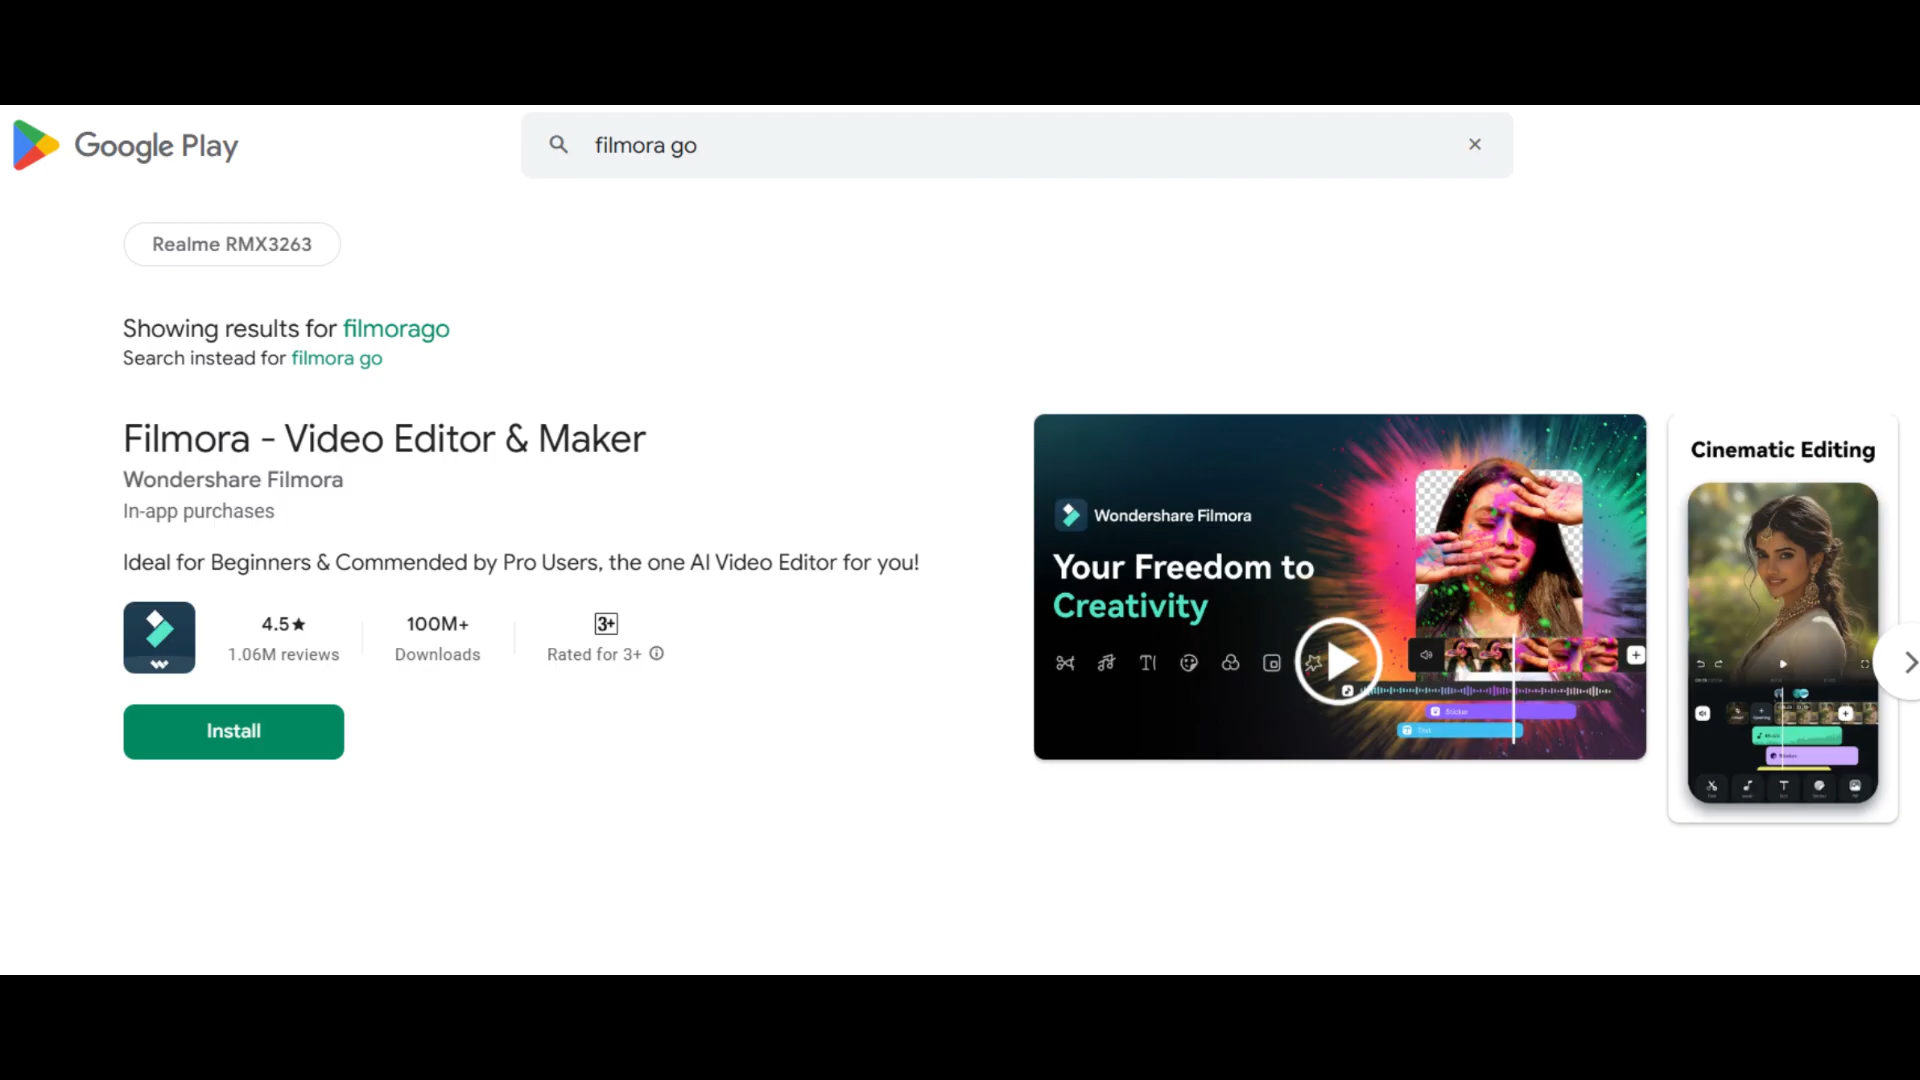 Google Play
filmora go
Realme RMX3263
Showing results for filmorago
Search instead for filmora go
Filmora - Video Editor & Maker
Wondershare Filmora
In-app purchases
Ideal for Beginners & Commended by Pro Users, the one AI Video Editor for you!
4.5★
1.06M reviews
100M+
Downloads
3+
Rated for 3+
Install
Wondershare Filmora
Your Freedom to
Creativity
Sticker
Text
Cinematic Editing